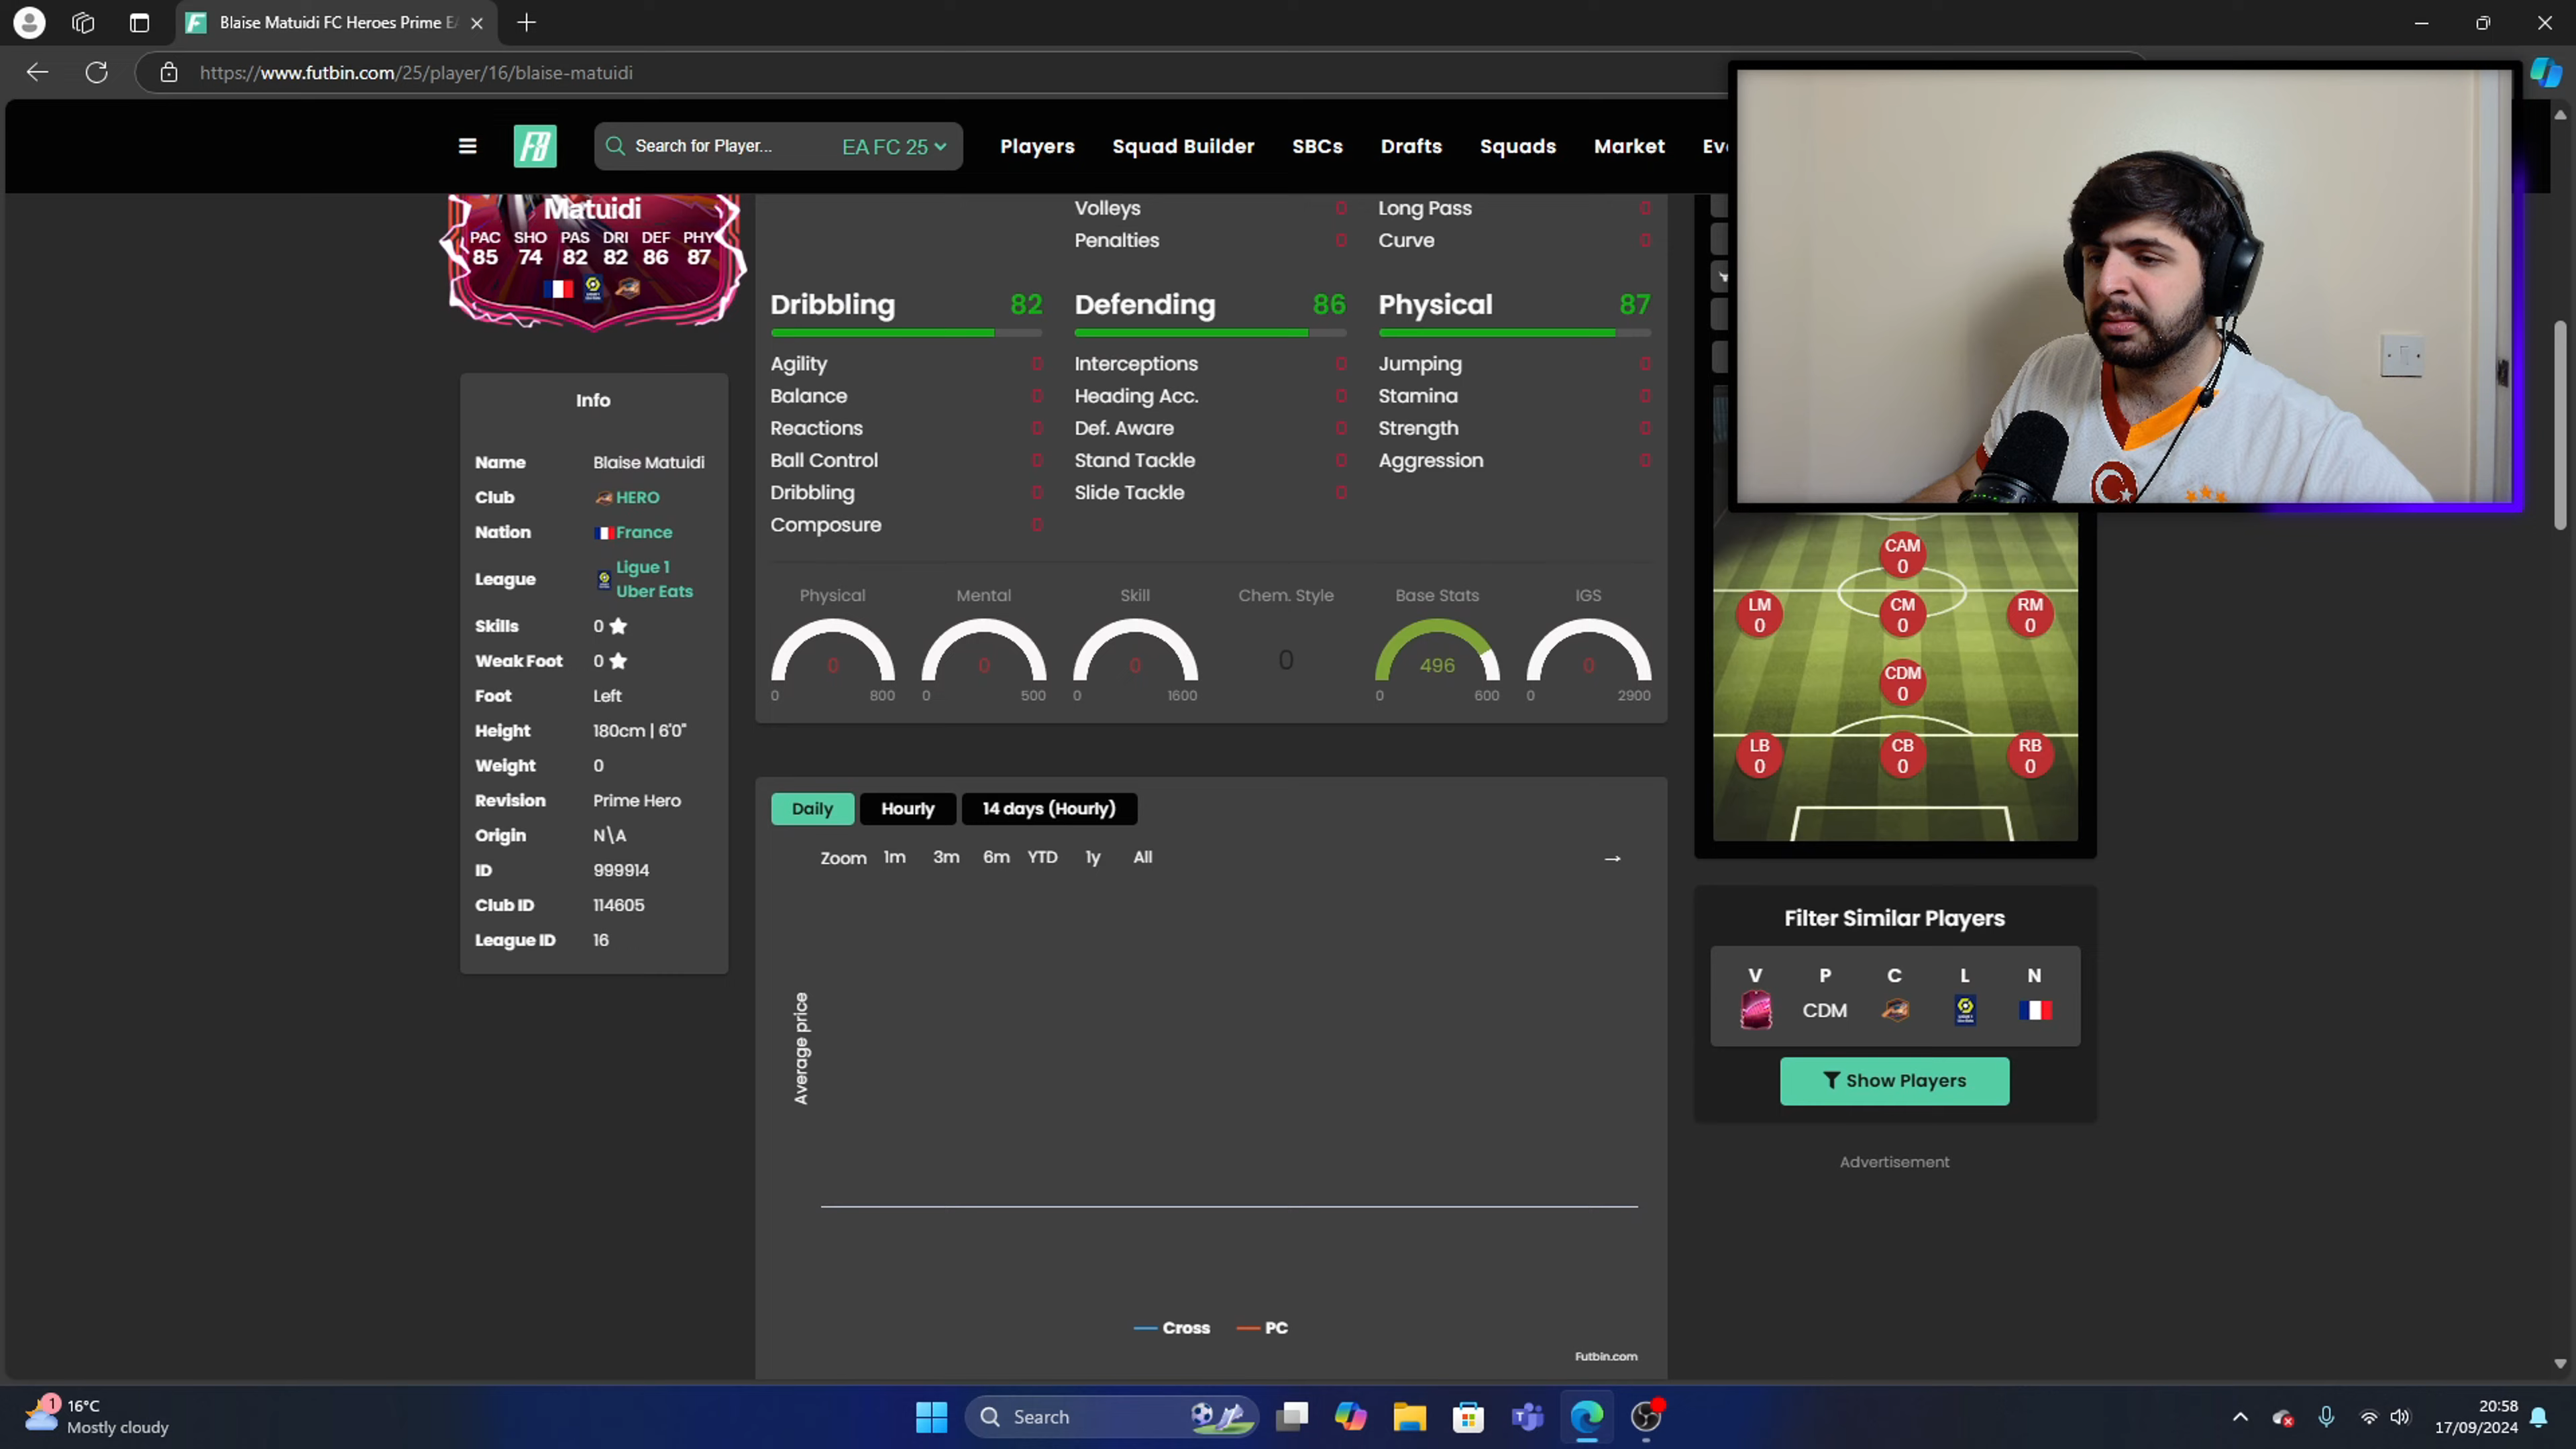 Blaise Matuidi FC Heroes Prime EA
https://www.futbin.com/25/player/16/blaise-matuidi
Search for Player...
EA FC 25
Players
Squad Builder
SBCs
Drafts
Squads
Market
Matuidi
PAC SHO PAS DRI DEF PHY
85 74 82 82 86 87
Volleys 0
Penalties 0
Long Pass 0
Curve 0
Dribbling 82
Agility 0
Balance 0
Reactions 0
Ball Control 0
Dribbling 0
Composure 0
Defending 86
Interceptions 0
Heading Acc. 0
Def. Aware 0
Stand Tackle 0
Slide Tackle 0
Physical 87
Jumping 0
Stamina 0
Strength 0
Aggression 0
Info
Name Blaise Matuidi
Club HERO
Nation France
League Ligue 1
Uber Eats
Skills 0
Weak Foot 0
Foot Left
Height 180cm | 6'0"
Weight 0
Revision Prime Hero
Origin N\A
ID 999914
Club ID 114605
League ID 16
Physical
0
0 800
Mental
0
0 500
Skill
0
0 1600
Chem. Style
0
Base Stats
496
0 600
IGS
0
0 2900
CAM
0
LM
0
CM
0
RM
0
CDM
0
LB
0
CB
0
RB
0
Daily
Hourly
14 days (Hourly)
Zoom 1m 3m 6m YTD 1y All
→
Average price
Cross
PC
Futbin.com
Filter Similar Players
V P C L N
CDM
Show Players
Advertisement
1
16°C
Mostly cloudy
Search
20:58
17/09/2024